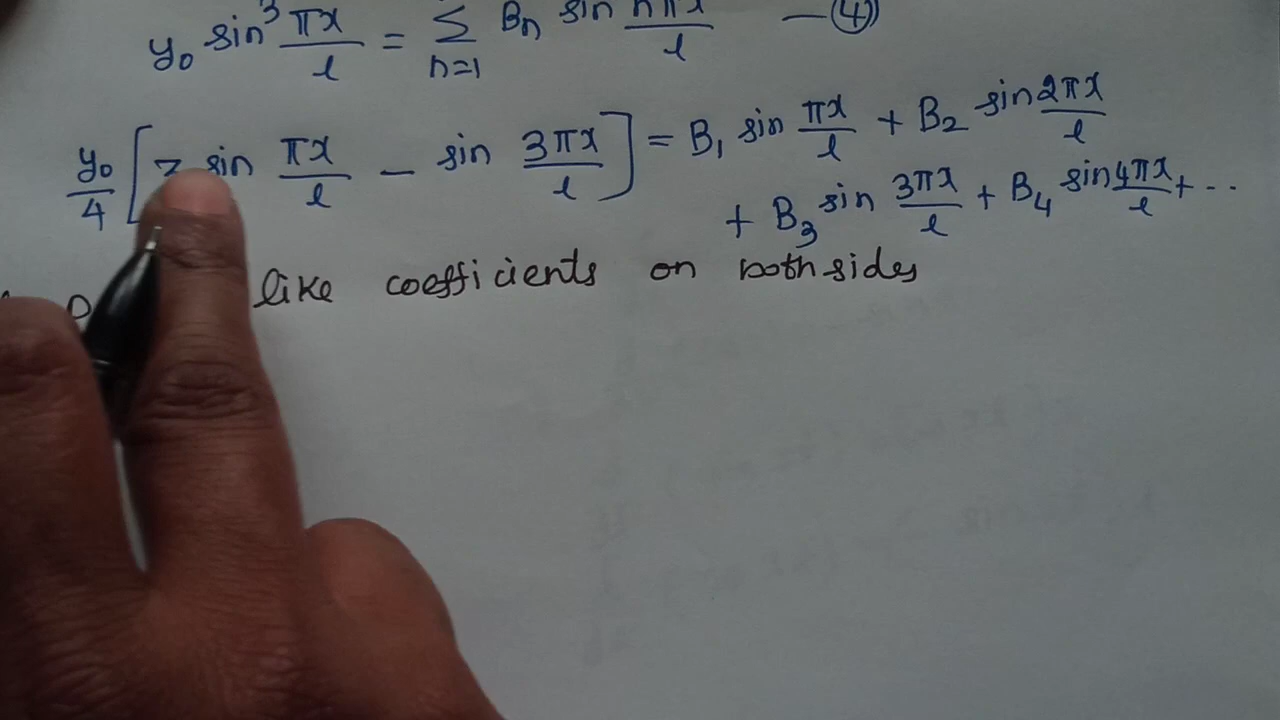 y₀ sin³ πx/l = Σ n=1 Bn sin nπx/l —④
y₀/4 [3 sin πx/l — sin 3πx/l] = B₁ sin πx/l + B₂ sin 2πx/l
+ B₃ sin 3πx/l + B₄ sin 4πx/l + ...
like coefficients on both sides